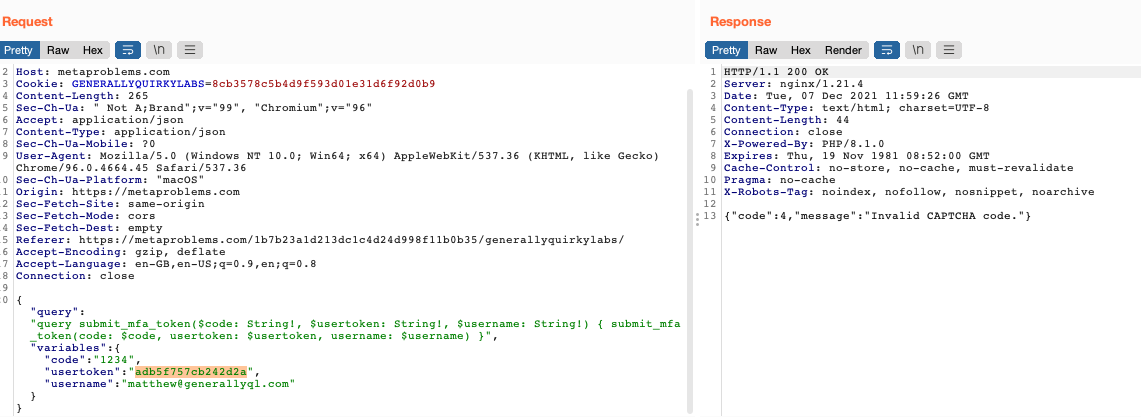 Request
Response
Pretty Raw Hex \n
Pretty Raw Hex Render \n
2 Host: metaproblems.com
3 Cookie: GENERALLYQUIRKYLABS=8cb3578c5b4d9f593d01e31d6f92d0b9
4 Content-Length: 265
5 Sec-Ch-Ua: " Not A;Brand";v="99", "Chromium";v="96"
6 Accept: application/json
7 Content-Type: application/json
8 Sec-Ch-Ua-Mobile: ?0
9 User-Agent: Mozilla/5.0 (Windows NT 10.0; Win64; x64) AppleWebKit/537.36 (KHTML, like Gecko)
Chrome/96.0.4664.45 Safari/537.36
0 Sec-Ch-Ua-Platform: "macOS"
1 Origin: https://metaproblems.com
2 Sec-Fetch-Site: same-origin
3 Sec-Fetch-Mode: cors
4 Sec-Fetch-Dest: empty
5 Referer: https://metaproblems.com/1b7b23a1d213dc1c4d24d998f11b0b35/generallyquirkylabs/
6 Accept-Encoding: gzip, deflate
7 Accept-Language: en-GB,en-US;q=0.9,en;q=0.8
8 Connection: close
9
0 {
"query":
"query submit_mfa_token($code: String!, $usertoken: String!, $username: String!) { submit_mfa
_token(code: $code, usertoken: $usertoken, username: $username) }",
"variables":{
"code":"1234",
"usertoken":"adb5f757cb242d2a",
"username":"matthew@generallyql.com"
}
}
1 HTTP/1.1 200 OK
2 Server: nginx/1.21.4
3 Date: Tue, 07 Dec 2021 11:59:26 GMT
4 Content-Type: text/html; charset=UTF-8
5 Content-Length: 44
6 Connection: close
7 X-Powered-By: PHP/8.1.0
8 Expires: Thu, 19 Nov 1981 08:52:00 GMT
9 Cache-Control: no-store, no-cache, must-revalidate
10 Pragma: no-cache
11 X-Robots-Tag: noindex, nofollow, nosnippet, noarchive
12
13 {"code":4,"message":"Invalid CAPTCHA code."}